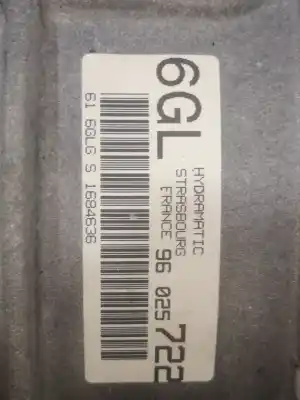 6GL
HYDRAMATIC
STRASBOURG
FRANCE 96 025 722
61 6GLG S 1684636